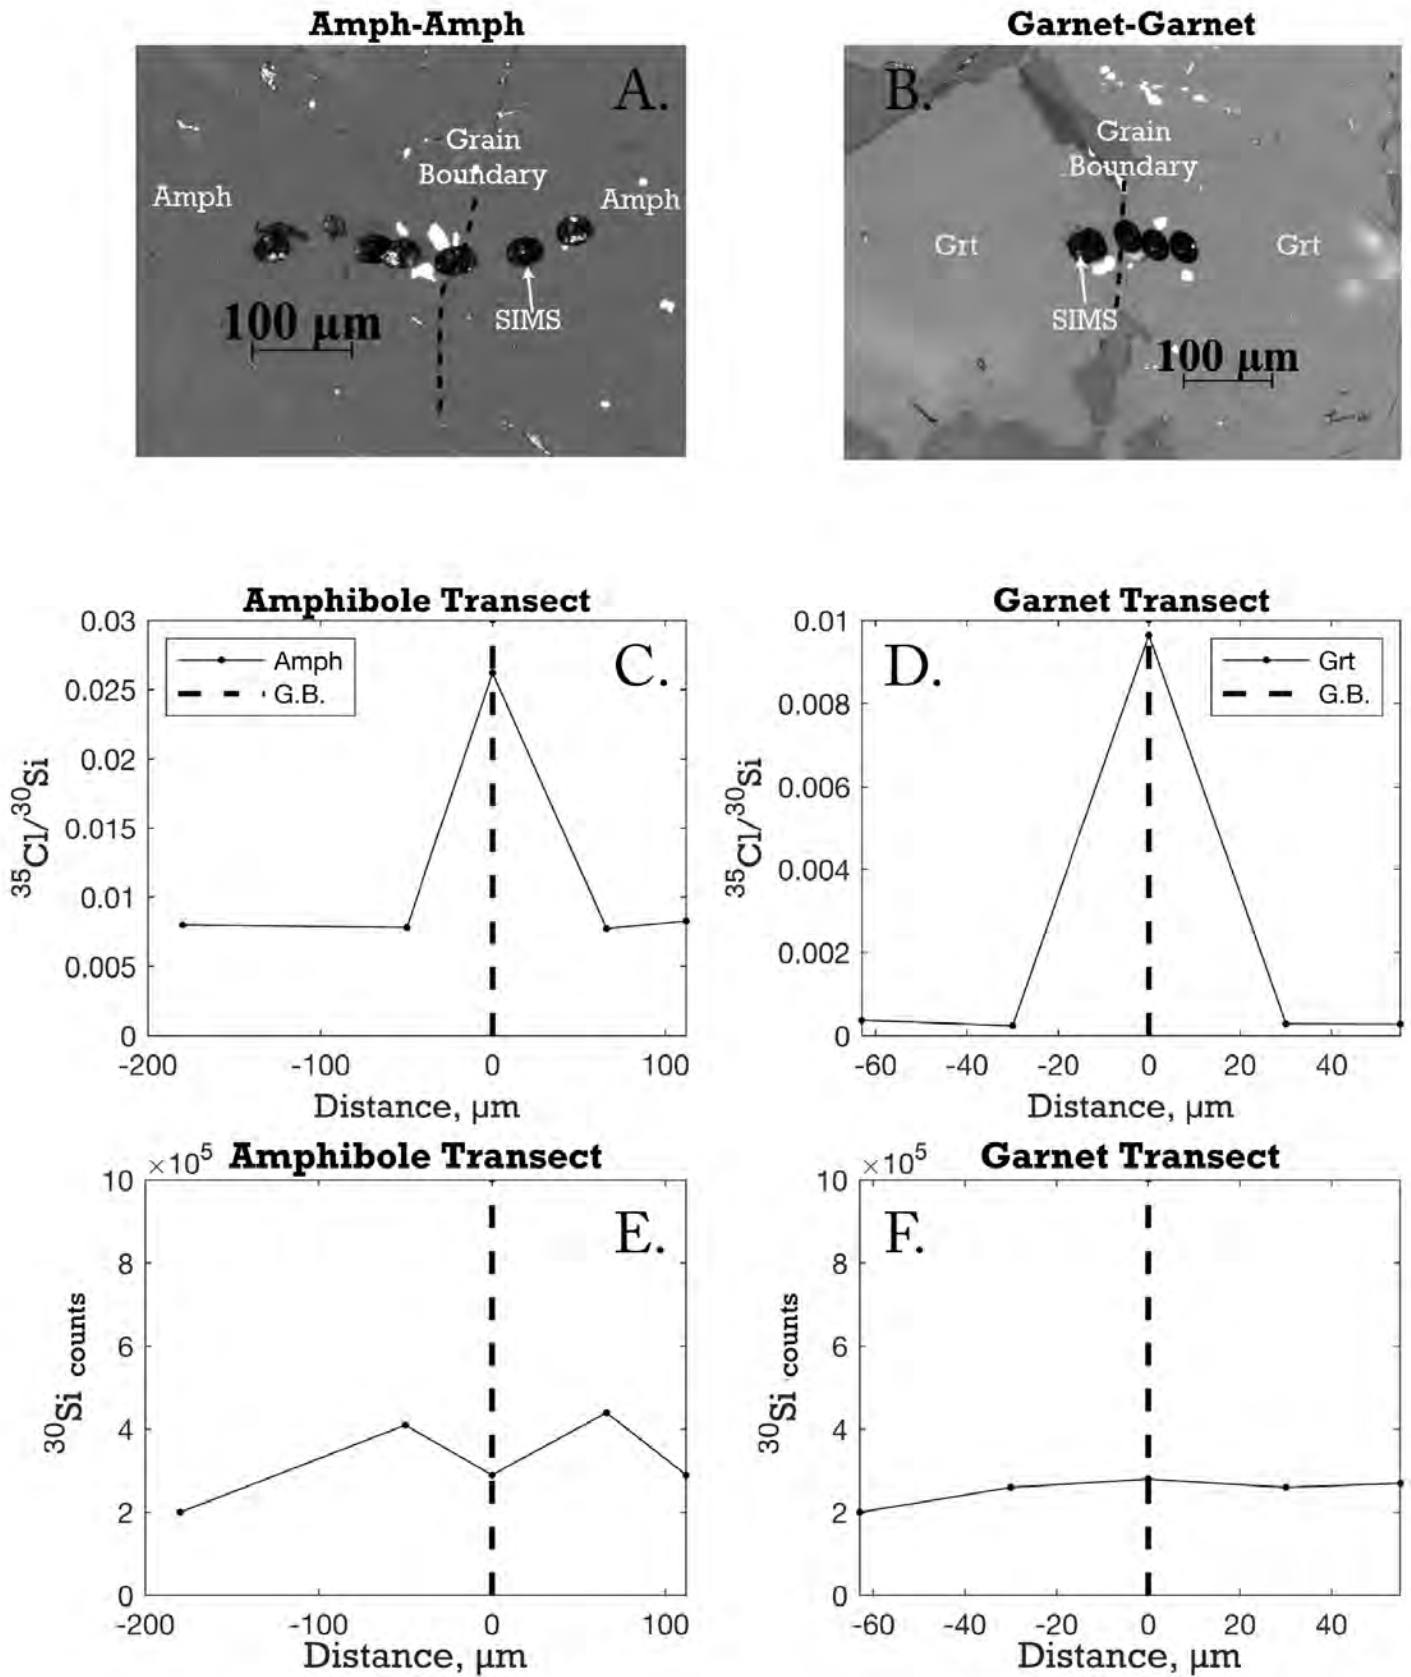 Amph-Amph
Garnet-Garnet
A.
Grain
Boundary
Amph
Amph
SIMS
100 µm
B.
Grain
Boundary
Grt
Grt
SIMS
100 µm
Amphibole Transect
C.
Amph
G.B.
0.03
0.025
0.02
0.015
0.01
0.005
0
³⁵Cl/³⁰Si
-200 -100 0 100
Distance, µm
Garnet Transect
D.
Grt
G.B.
0.01
0.008
0.006
0.004
0.002
0
³⁵Cl/³⁰Si
-60 -40 -20 0 20 40
Distance, µm
Amphibole Transect
×10⁵
E.
10
8
6
4
2
0
³⁰Si counts
-200 -100 0 100
Distance, µm
Garnet Transect
×10⁵
F.
10
8
6
4
2
0
³⁰Si counts
-60 -40 -20 0 20 40
Distance, µm